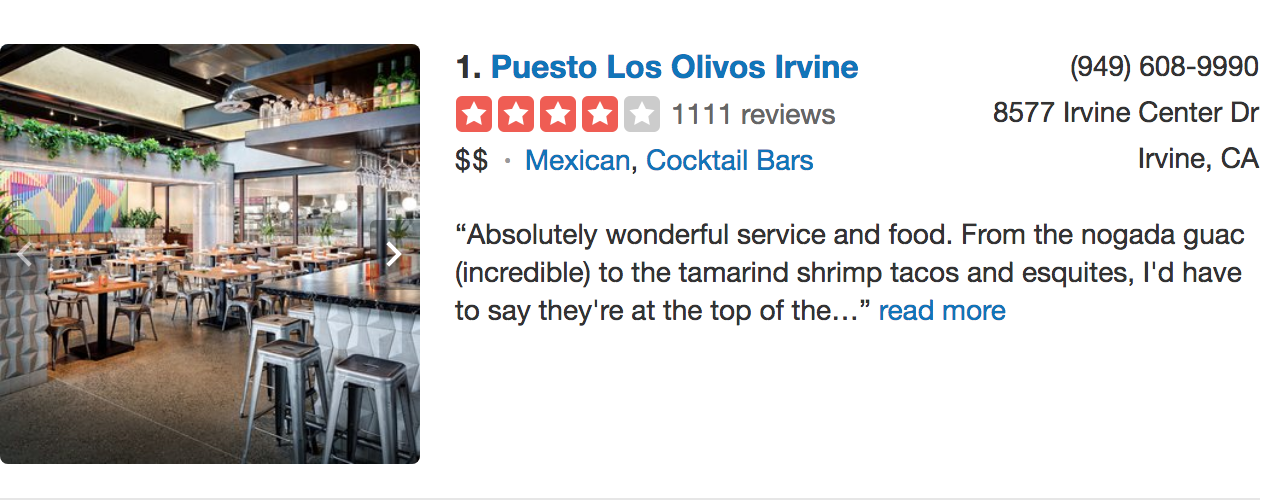 1. Puesto Los Olivos Irvine
1111 reviews
$$ · Mexican, Cocktail Bars
(949) 608-9990
8577 Irvine Center Dr
Irvine, CA
“Absolutely wonderful service and food. From the nogada guac
(incredible) to the tamarind shrimp tacos and esquites, I'd have
to say they're at the top of the…” read more